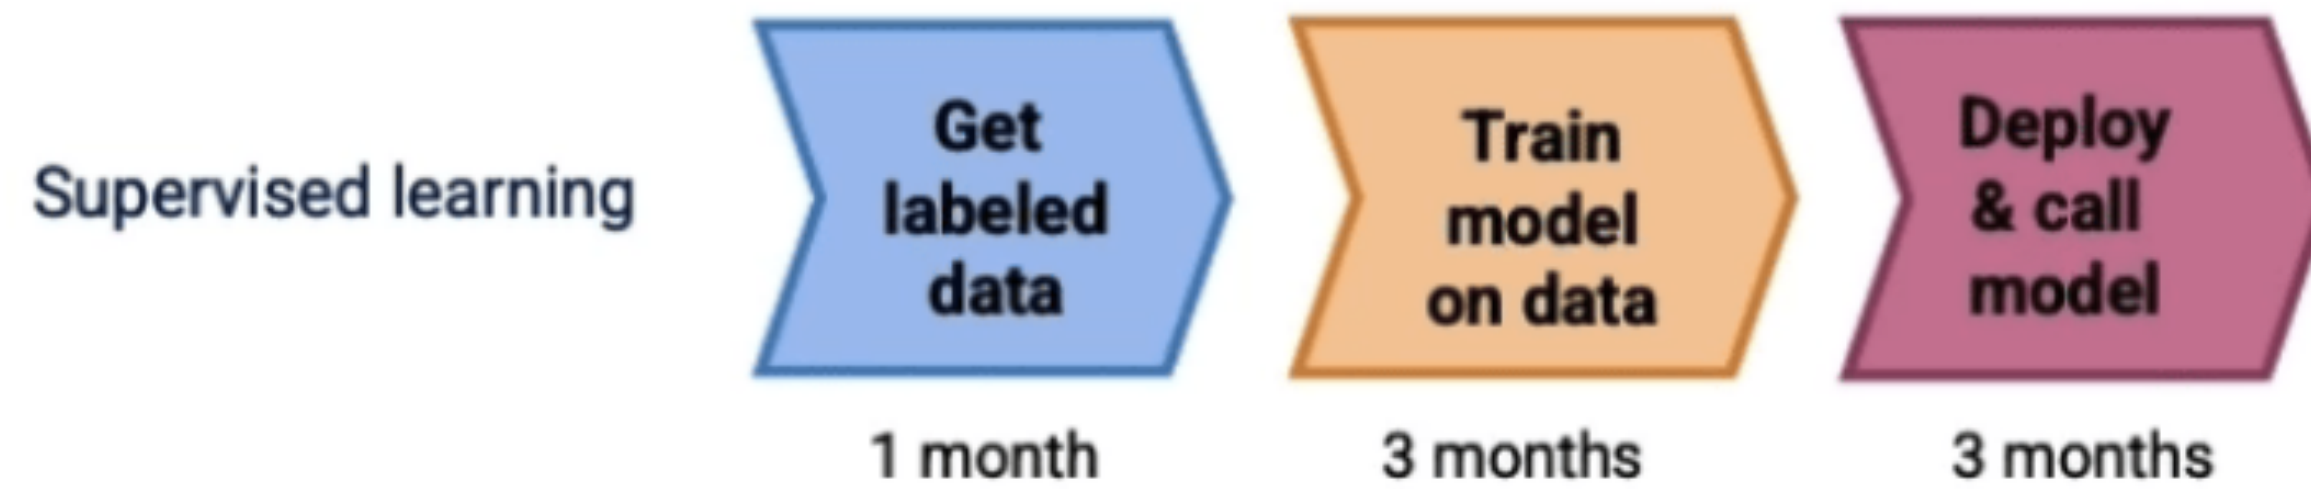 Supervised learning
Get
labeled
data
1 month
Train
model
on data
3 months
Deploy
& call
model
3 months